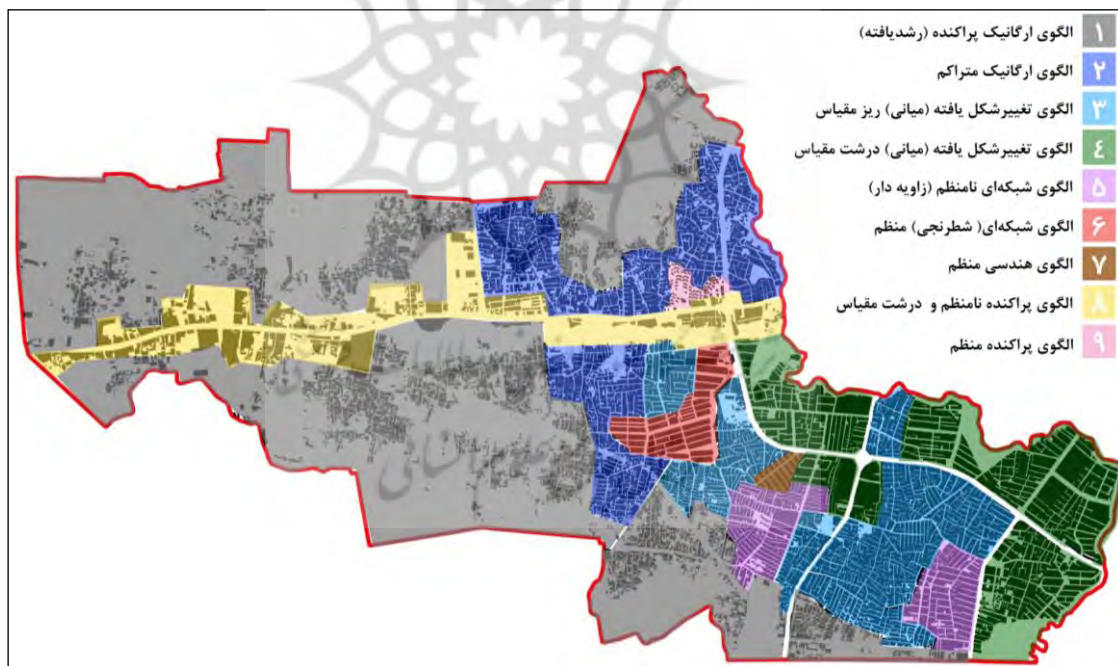 ۱ الگوی ارگانیک پراکنده (رشدیافته)
۲ الگوی ارگانیک متراکم
۳ الگوی تغییرشکل یافته (میانی) ریز مقیاس
٤ الگوی تغییرشکل یافته (میانی) درشت مقیاس
۵ الگوی شبکه‌ای نامنظم (زاویه دار)
۶ الگوی شبکه‌ای( شطرنجی) منظم
۷ الگوی هندسی منظم
۸ الگوی پراکنده نامنظم و درشت مقیاس
۹ الگوی پراکنده منظم